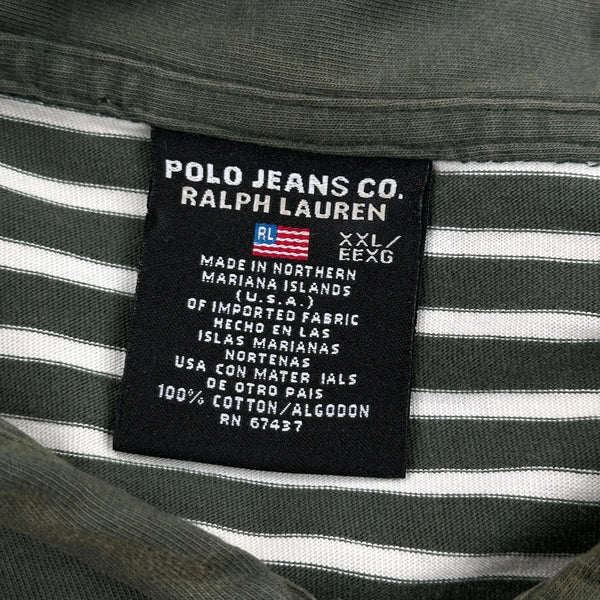 POLO JEANS CO.
RALPH LAUREN
RL
XXL/
EEXG
MADE IN NORTHERN
MARIANA ISLANDS
(U.S.A.)
OF IMPORTED FABRIC
HECHO EN LAS
ISLAS MARIANAS
NORTENAS
USA CON MATER IALS
DE OTRO PAIS
100% COTTON/ALGODON
RN 67437